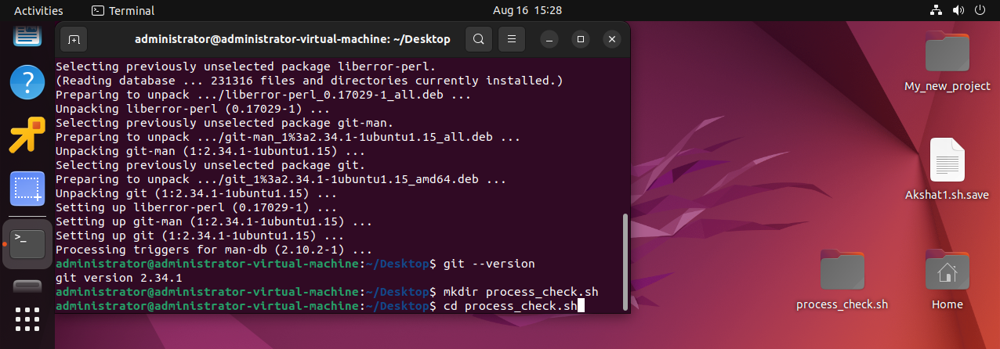 Activities
Terminal
Aug 16 15:28
administrator@administrator-virtual-machine: ~/Desktop
Selecting previously unselected package liberror-perl.
(Reading database ... 231316 files and directories currently installed.)
Preparing to unpack .../liberror-perl_0.17029-1_all.deb ...
Unpacking liberror-perl (0.17029-1) ...
Selecting previously unselected package git-man.
Preparing to unpack .../git-man_1%3a2.34.1-1ubuntu1.15_all.deb ...
Unpacking git-man (1:2.34.1-1ubuntu1.15) ...
Selecting previously unselected package git.
Preparing to unpack .../git_1%3a2.34.1-1ubuntu1.15_amd64.deb ...
Unpacking git (1:2.34.1-1ubuntu1.15) ...
Setting up liberror-perl (0.17029-1) ...
Setting up git-man (1:2.34.1-1ubuntu1.15) ...
Setting up git (1:2.34.1-1ubuntu1.15) ...
Processing triggers for man-db (2.10.2-1) ...
administrator@administrator-virtual-machine:~/Desktop$ git --version
git version 2.34.1
administrator@administrator-virtual-machine:~/Desktop$ mkdir process_check.sh
administrator@administrator-virtual-machine:~/Desktop$ cd process_check.sh
My_new_project
Akshat1.sh.save
process_check.sh
Home